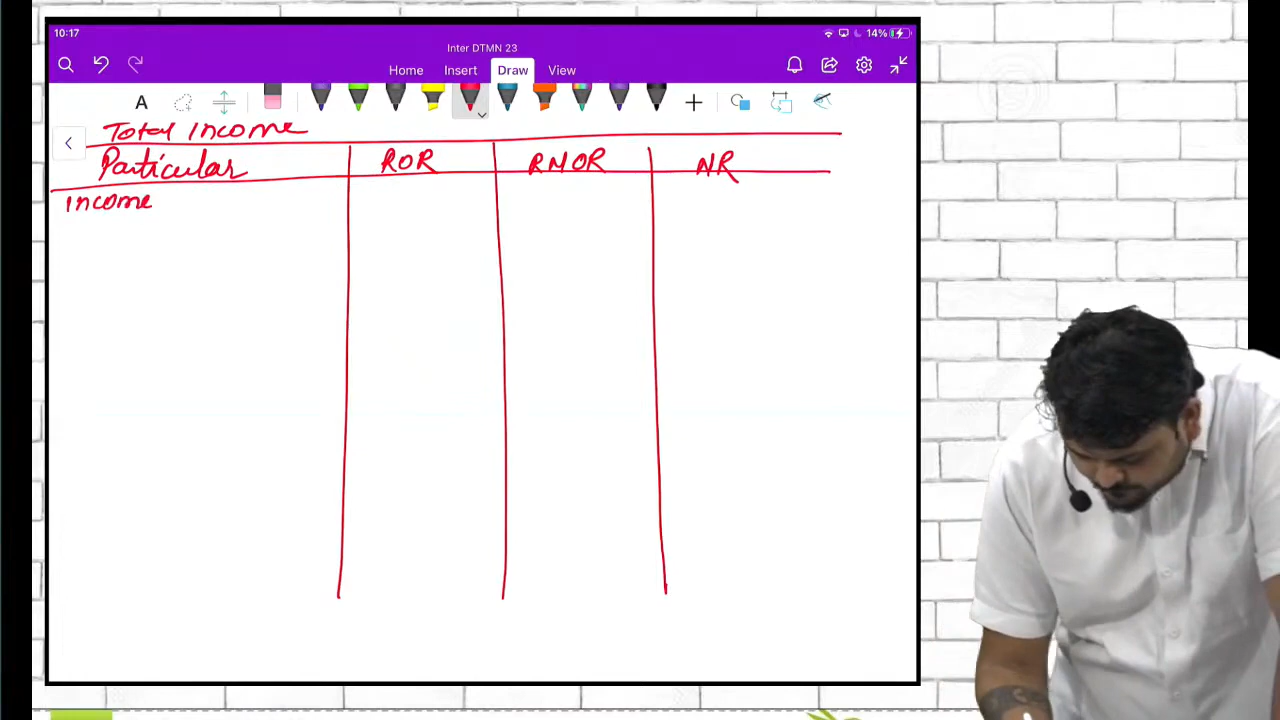 10:17
14%
Inter DTMN 23
Home Insert Draw View
A
Total Income
Particular ROR RNOR NR
Income